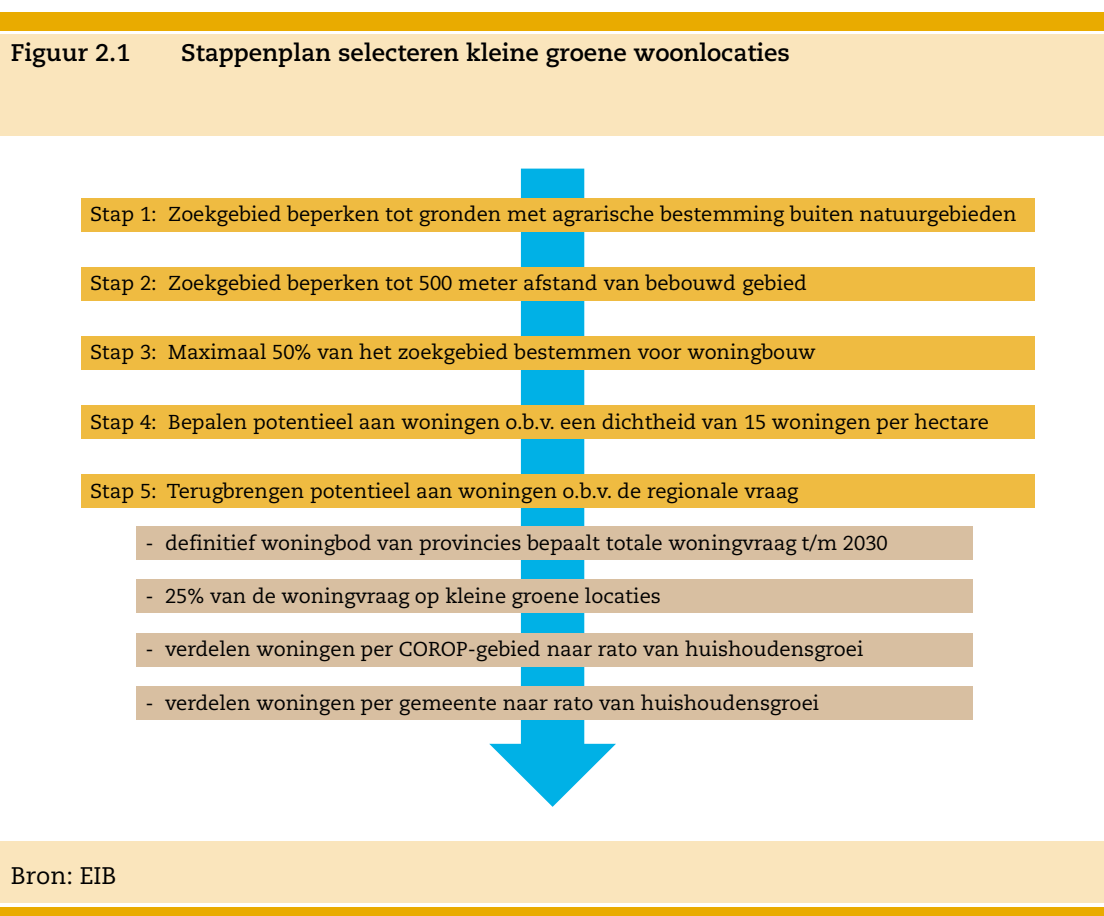 Figuur 2.1 Stappenplan selecteren kleine groene woonlocaties
Stap 1: Zoekgebied beperken tot gronden met agrarische bestemming buiten natuurgebieden
Stap 2: Zoekgebied beperken tot 500 meter afstand van bebouwd gebied
Stap 3: Maximaal 50% van het zoekgebied bestemmen voor woningbouw
Stap 4: Bepalen potentieel aan woningen o.b.v. een dichtheid van 15 woningen per hectare
Stap 5: Terugbrengen potentieel aan woningen o.b.v. de regionale vraag
- definitief woningbod van provincies bepaalt totale woningvraag t/m 2030
- 25% van de woningvraag op kleine groene locaties
- verdelen woningen per COROP-gebied naar rato van huishoudensgroei
- verdelen woningen per gemeente naar rato van huishoudensgroei
Bron: EIB